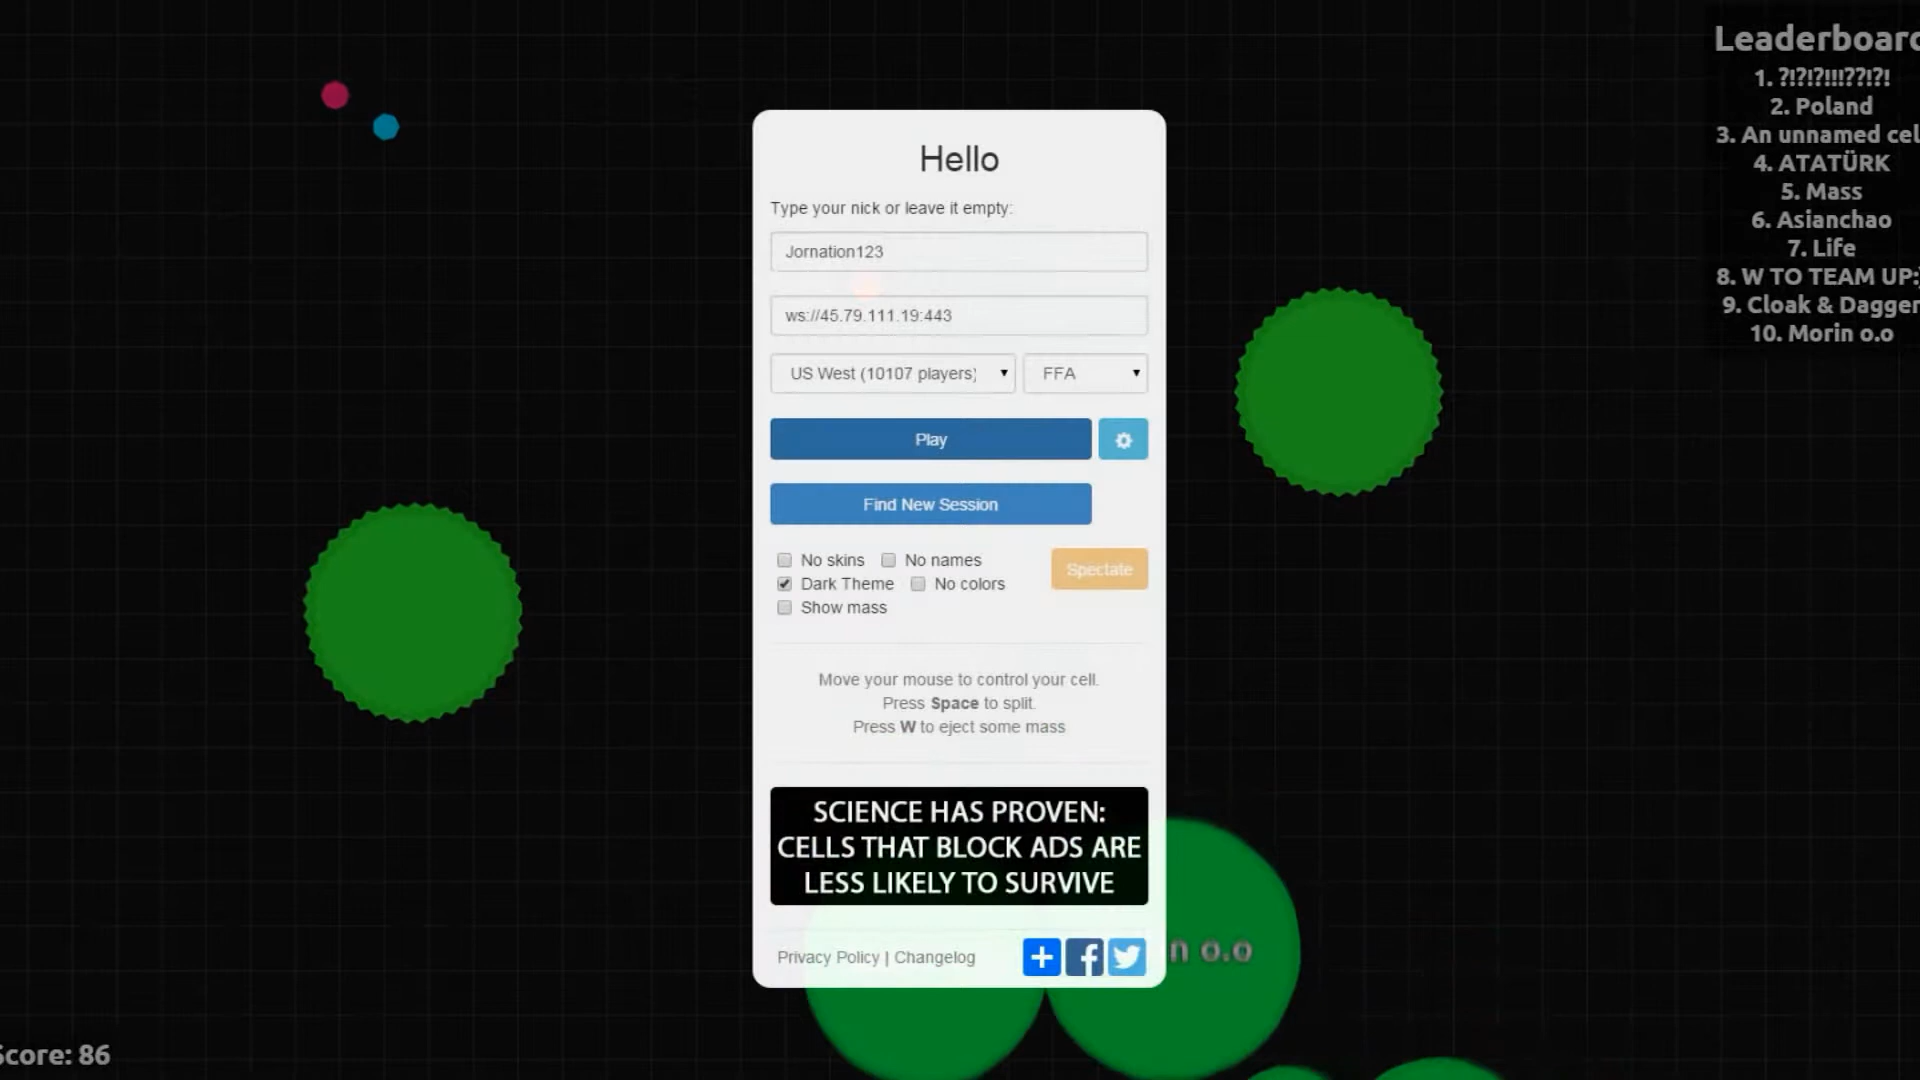 Hello
Type your nick or leave it empty:
Jornation123
ws://45.79.111.19:443
US West (10107 players)
FFA
Play
Find New Session
No skins
No names
Dark Theme
No colors
Show mass
Spectate
Move your mouse to control your cell.
Press Space to split.
Press W to eject some mass
SCIENCE HAS PROVEN:
CELLS THAT BLOCK ADS ARE
LESS LIKELY TO SURVIVE
Privacy Policy | Changelog
n o.o
Score: 86
Leaderboard
1. ?!?!?!!!??!?!
2. Poland
3. An unnamed cel
4. ATATÜRK
5. Mass
6. Asianchao
7. Life
8. W TO TEAM UP:)
9. Cloak & Dagger
10. Morin o.o